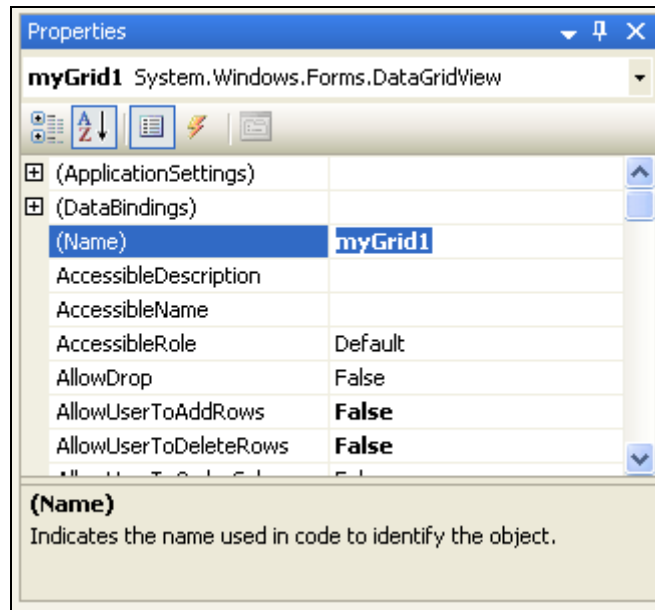 Properties
myGrid1 System.Windows.Forms.DataGridView
(ApplicationSettings)
(DataBindings)
(Name) myGrid1
AccessibleDescription
AccessibleName
AccessibleRole Default
AllowDrop False
AllowUserToAddRows False
AllowUserToDeleteRows False
(Name)
Indicates the name used in code to identify the object.